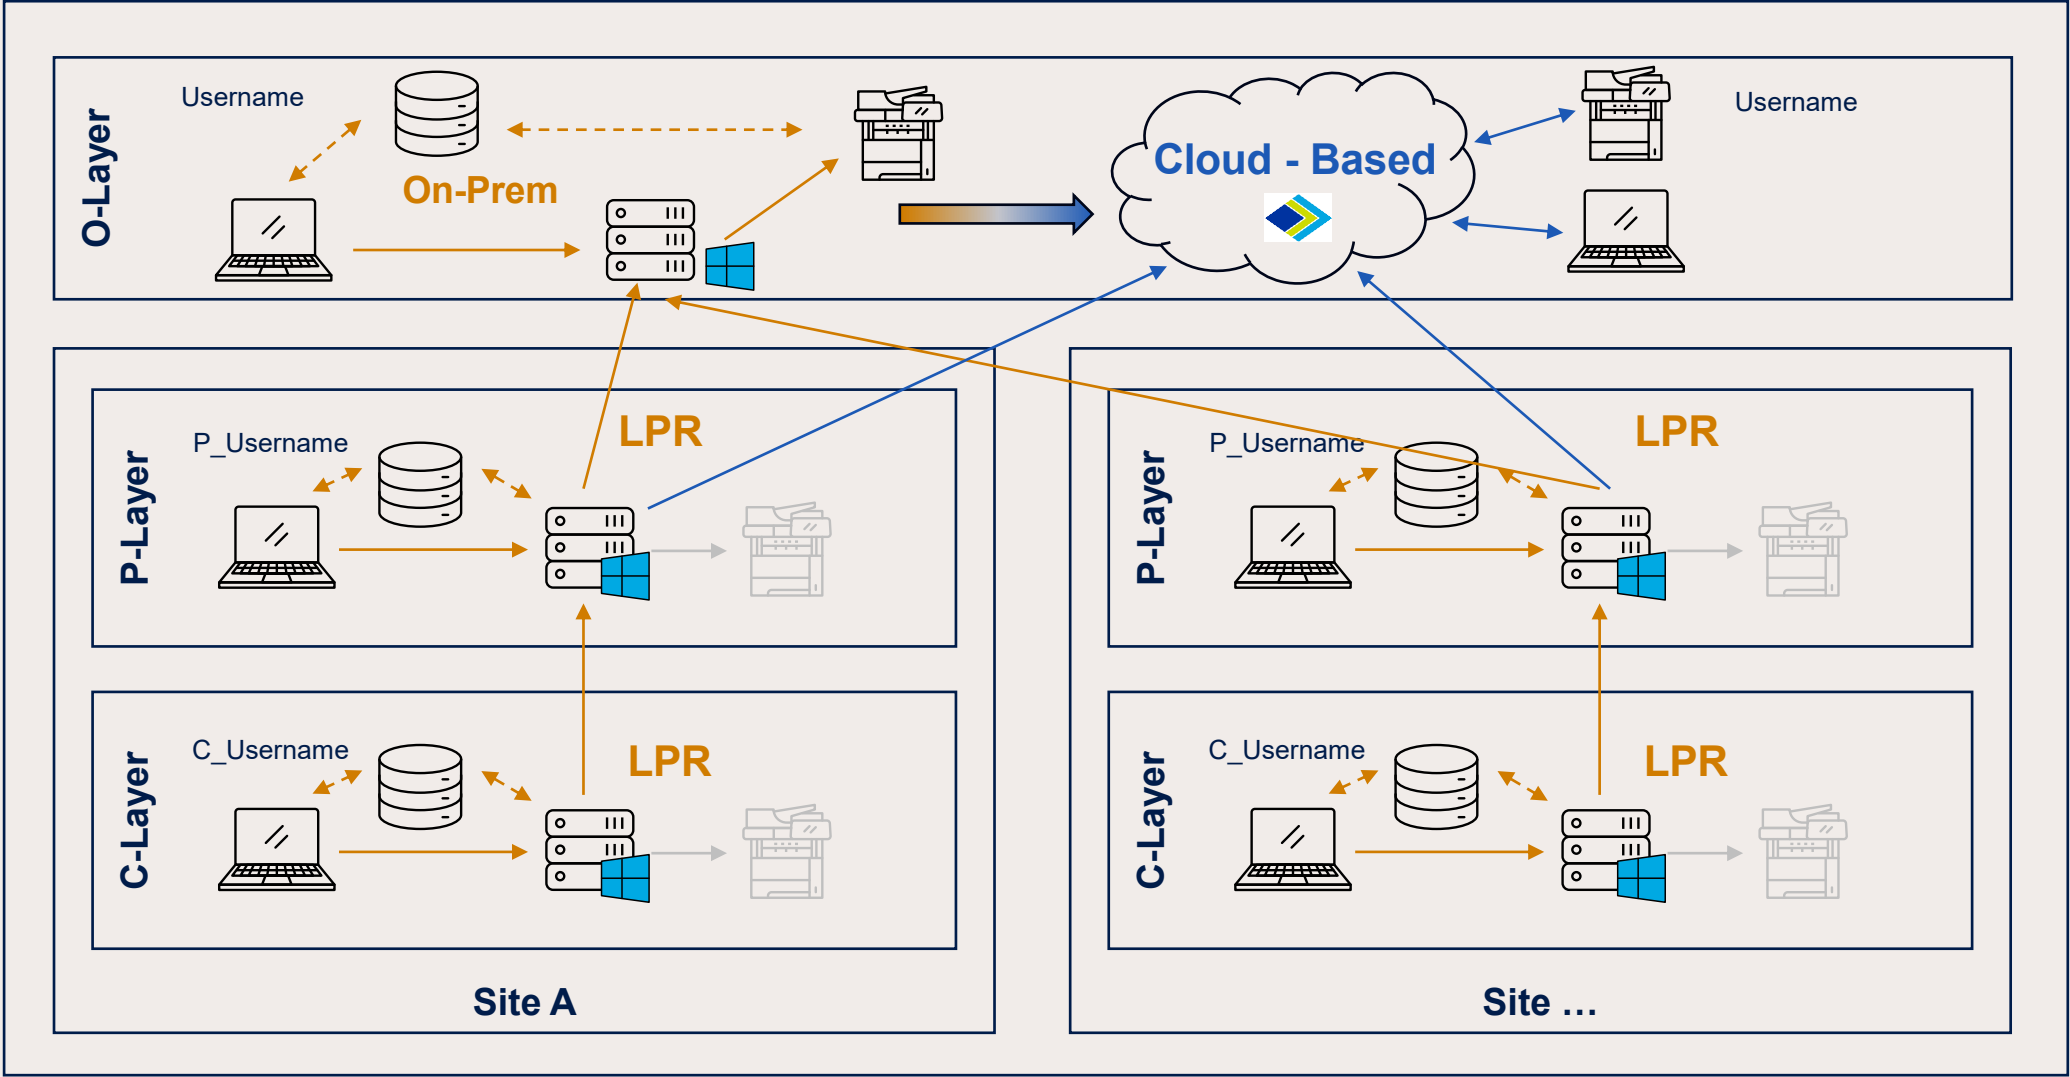 O-Layer
Username
On-Prem
Cloud - Based
Username
P-Layer
P_Username
LPR
C-Layer
C_Username
LPR
Site A
P-Layer
P_Username
LPR
C-Layer
C_Username
LPR
Site ...